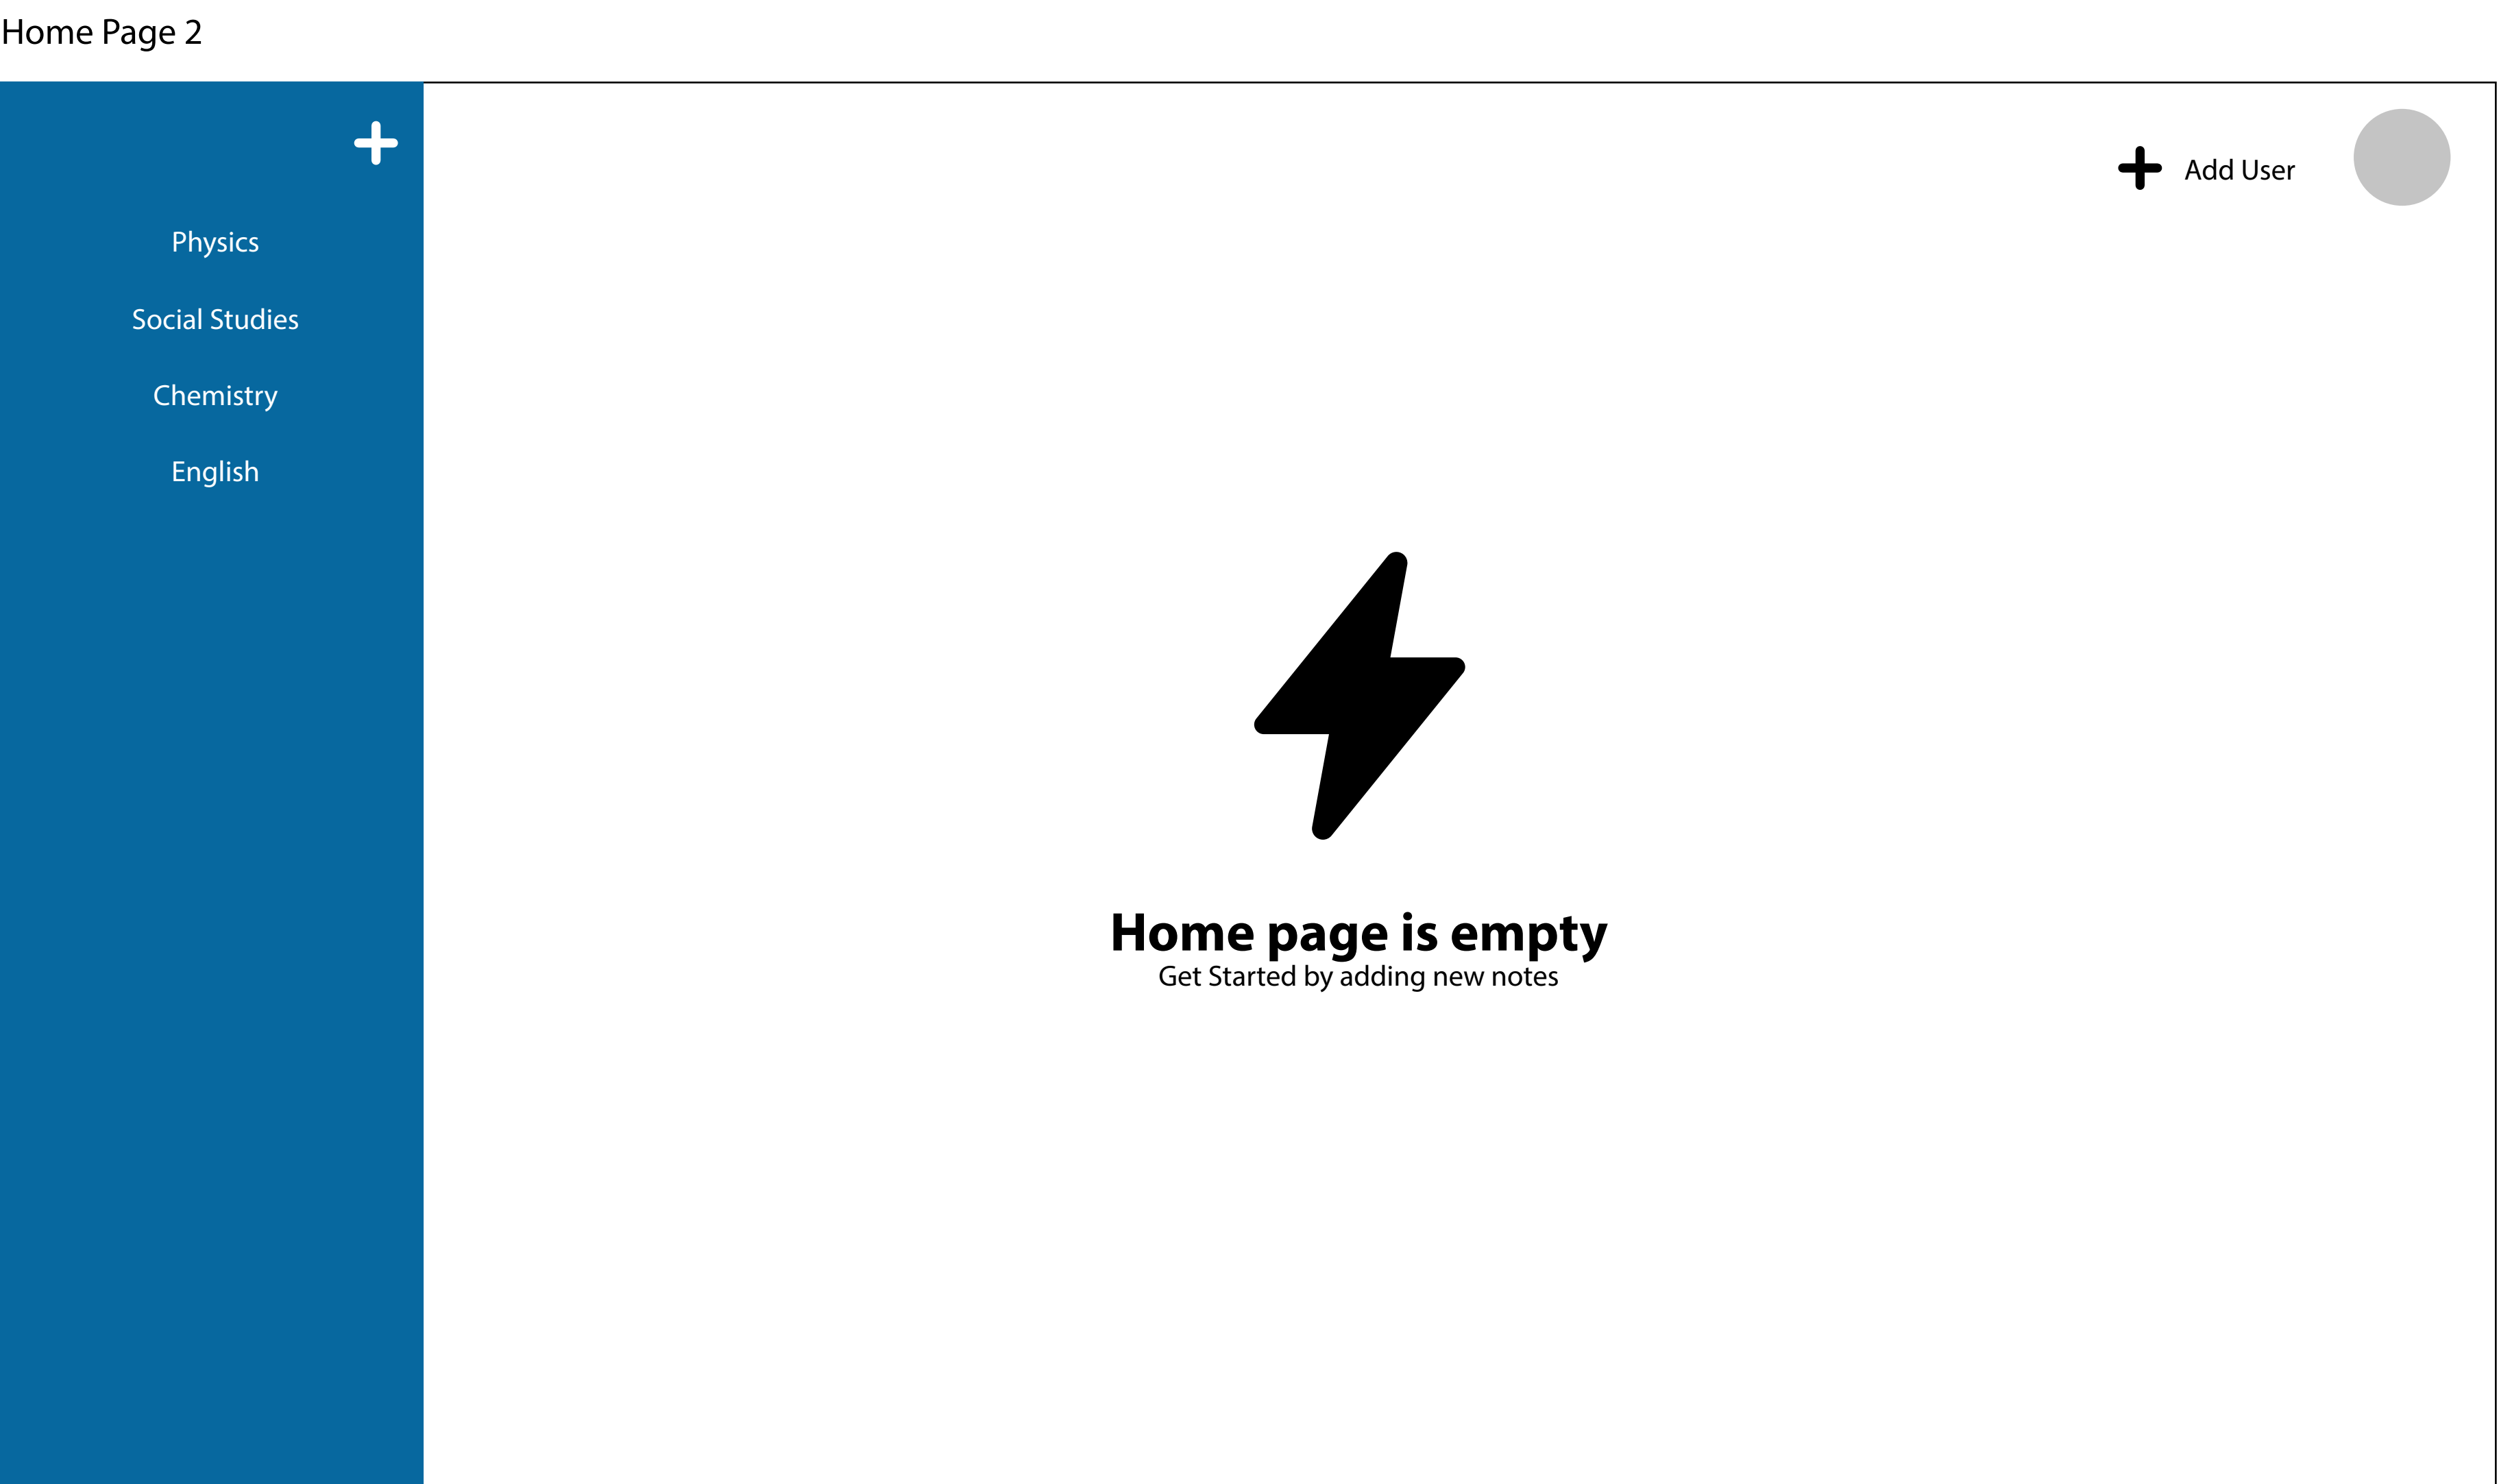 Home Page 2
Physics
Social Studies
Chemistry
English
Add User
Home page is empty
Get Started by adding new notes